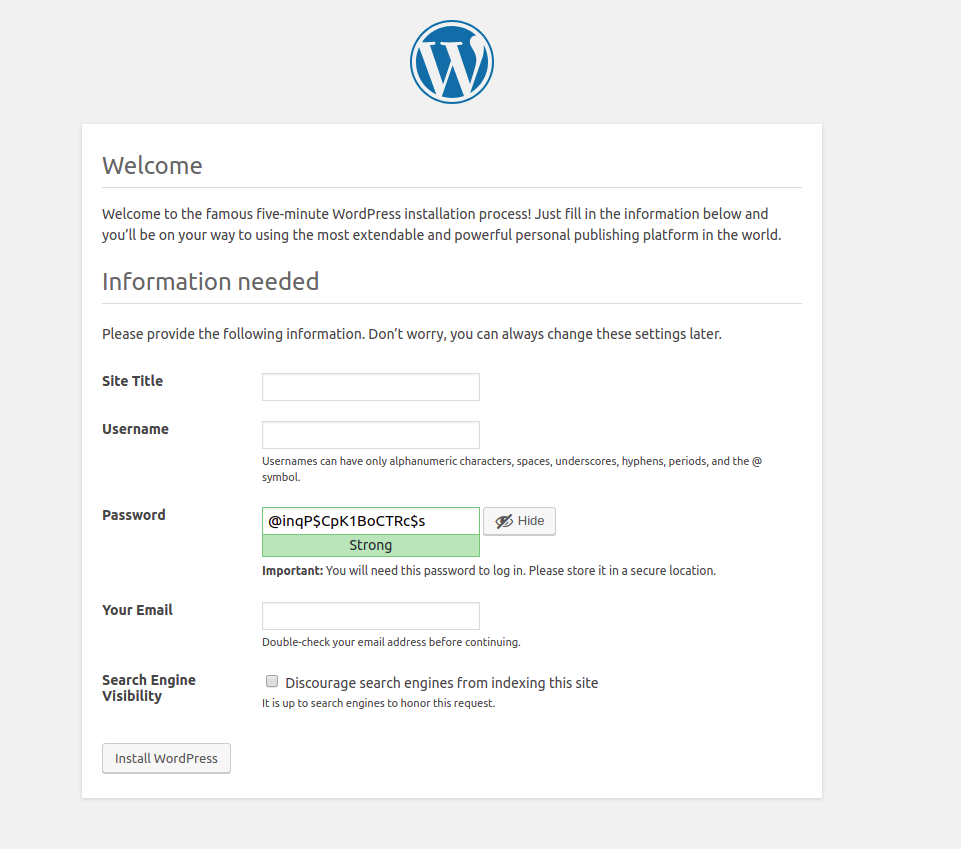 Welcome
Welcome to the famous five-minute WordPress installation process! Just fill in the information below and
you’ll be on your way to using the most extendable and powerful personal publishing platform in the world.
Information needed
Please provide the following information. Don’t worry, you can always change these settings later.
Site Title
Username
Usernames can have only alphanumeric characters, spaces, underscores, hyphens, periods, and the @
symbol.
Password
@inqP$CpK1BoCTRc$s
Hide
Strong
Important: You will need this password to log in. Please store it in a secure location.
Your Email
Double-check your email address before continuing.
Search Engine
Visibility
Discourage search engines from indexing this site
It is up to search engines to honor this request.
Install WordPress